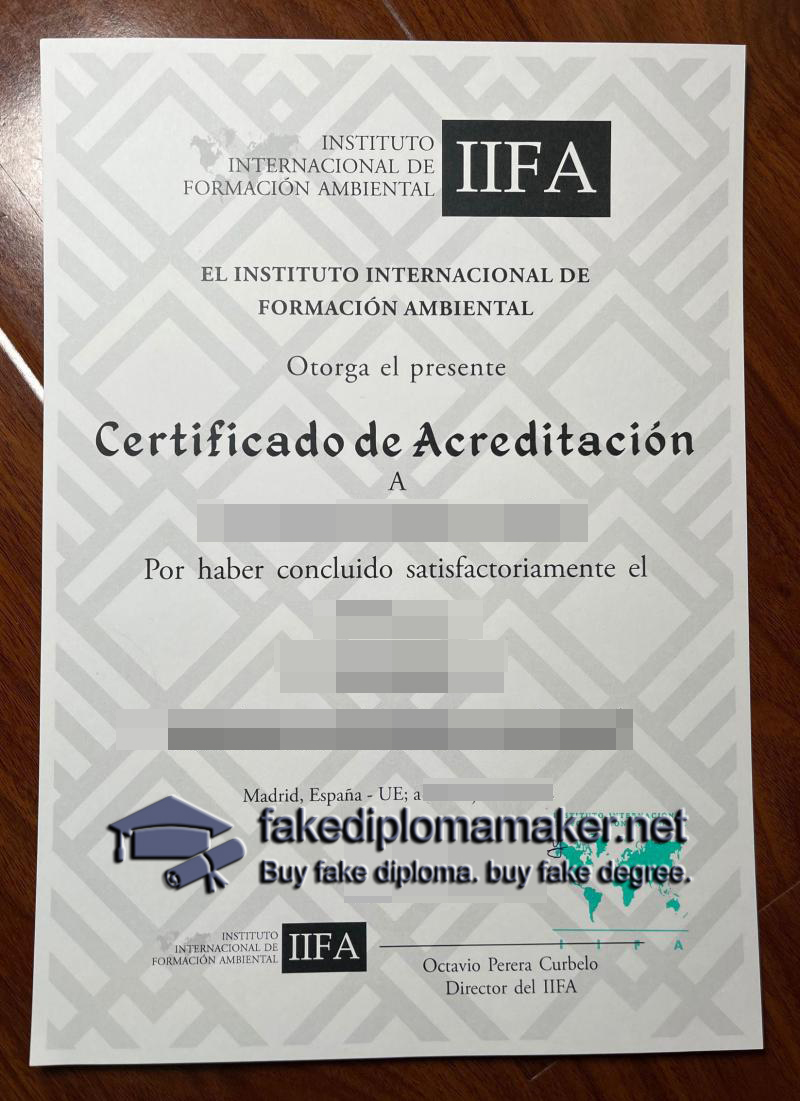 INSTITUTO
INTERNACIONAL DE
FORMACIÓN AMBIENTAL
IIFA
EL INSTITUTO INTERNACIONAL DE
FORMACIÓN AMBIENTAL
Otorga el presente
Certificado de Acreditación
A
Por haber concluido satisfactoriamente el
Madrid, España - UE; a
fakediplomamaker.net
Buy fake diploma. buy fake degree.
INSTITUTO
INTERNACIONAL DE
FORMACIÓN AMBIENTAL
IIFA
I I F A
Octavio Perera Curbelo
Director del IIFA